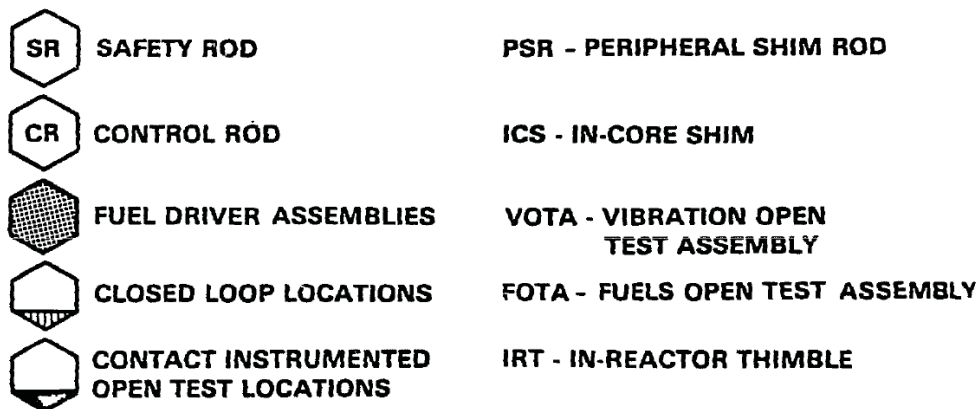 SR SAFETY ROD
PSR - PERIPHERAL SHIM ROD
CR CONTROL ROD
ICS - IN-CORE SHIM
FUEL DRIVER ASSEMBLIES
VOTA - VIBRATION OPEN
TEST ASSEMBLY
CLOSED LOOP LOCATIONS
FOTA - FUELS OPEN TEST ASSEMBLY
CONTACT INSTRUMENTED
OPEN TEST LOCATIONS
IRT - IN-REACTOR THIMBLE